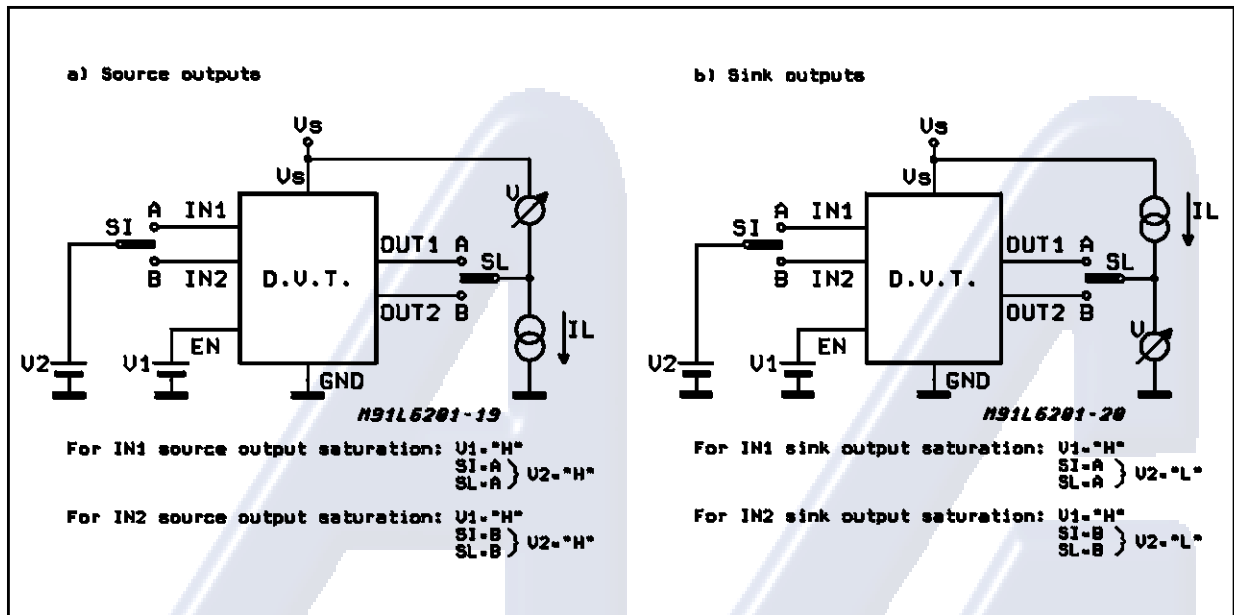 a) Source outputs
Vs
Vs
V
A IN1
SI
OUT1 A
SL
B IN2
D.V.T.
OUT2 B
IL
EN
V2
V1
GND
M91L6201-19
For IN1 source output saturation: V1="H"
SI=A
SL=A } V2="H"
For IN2 source output saturation: V1="H"
SI=B
SL=B } V2="H"
b) Sink outputs
Vs
Vs
A IN1
IL
SI
OUT1 A
SL
B IN2
D.V.T.
OUT2 B
V
EN
V2
V1
GND
M91L6201-20
For IN1 sink output saturation: V1="H"
SI=A
SL=A } V2="L"
For IN2 sink output saturation: V1="H"
SI=B
SL=B } V2="L"